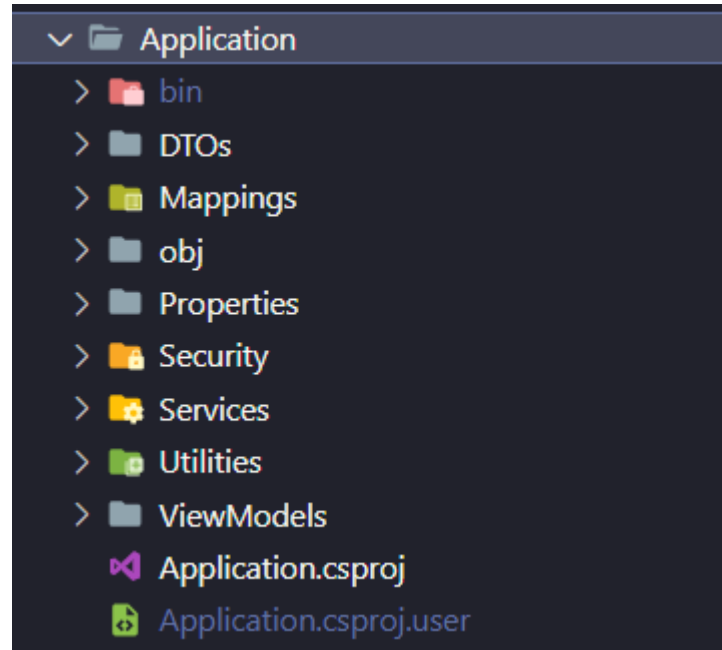 Application
bin
DTOs
Mappings
obj
Properties
Security
Services
Utilities
ViewModels
Application.csproj
Application.csproj.user